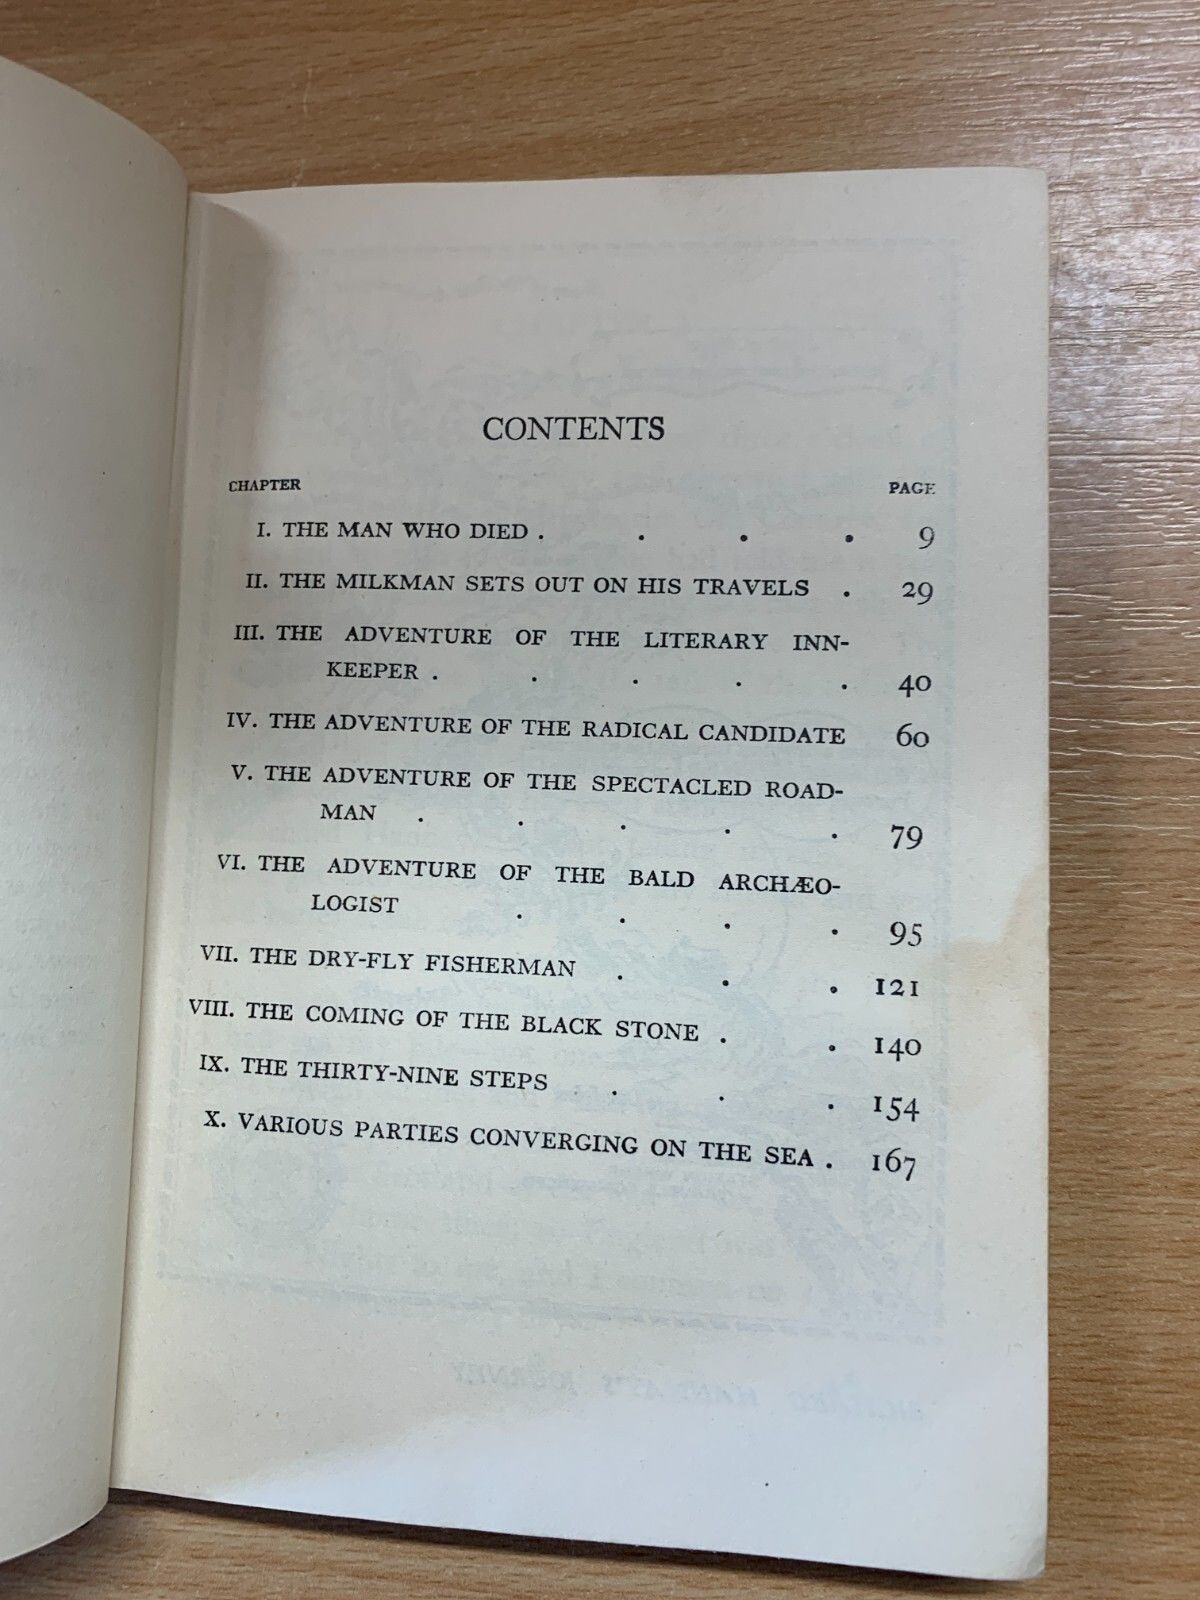 CONTENTS
CHAPTER PAGE
I. THE MAN WHO DIED . . . . 9
II. THE MILKMAN SETS OUT ON HIS TRAVELS . 29
III. THE ADVENTURE OF THE LITERARY INN-
KEEPER . . . . . 40
IV. THE ADVENTURE OF THE RADICAL CANDIDATE 60
V. THE ADVENTURE OF THE SPECTACLED ROAD-
MAN . . . . . 79
VI. THE ADVENTURE OF THE BALD ARCHÆO-
LOGIST . . . . 95
VII. THE DRY-FLY FISHERMAN . . . 121
VIII. THE COMING OF THE BLACK STONE . . 140
IX. THE THIRTY-NINE STEPS . . . . 154
X. VARIOUS PARTIES CONVERGING ON THE SEA . 167